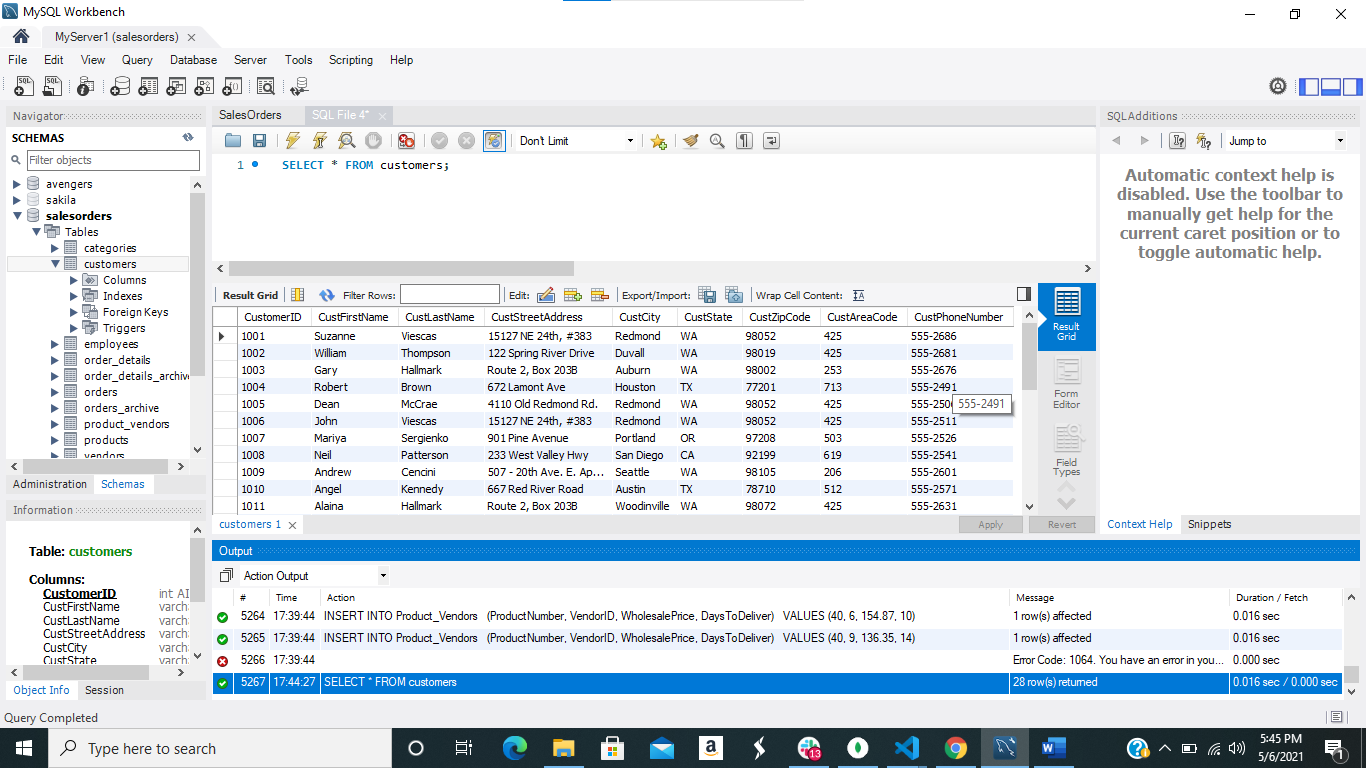 MySQL Workbench
MyServer1 (salesorders)
File Edit View Query Database Server Tools Scripting Help
Navigator
SCHEMAS
Filter objects
avengers
sakila
salesorders
Tables
categories
customers
Columns
Indexes
Foreign Keys
Triggers
employees
order_details
order_details_archive
orders
orders_archive
product_vendors
products
vendors
Administration Schemas
Information
Table: customers
Columns:
CustomerID int AI
CustFirstName varch
CustLastName varch
CustStreetAddress varch
CustCity varch
CustState varch
Object Info Session
SalesOrders SQL File 4*
Don't Limit
1 SELECT * FROM customers;
Result Grid Filter Rows: Edit: Export/Import: Wrap Cell Content:
CustomerID CustFirstName CustLastName CustStreetAddress CustCity CustState CustZipCode CustAreaCode CustPhoneNumber
1001 Suzanne Viescas 15127 NE 24th, #383 Redmond WA 98052 425 555-2686
1002 William Thompson 122 Spring River Drive Duvall WA 98019 425 555-2681
1003 Gary Hallmark Route 2, Box 203B Auburn WA 98002 253 555-2676
1004 Robert Brown 672 Lamont Ave Houston TX 77201 713 555-2491
1005 Dean McCrae 4110 Old Redmond Rd. Redmond WA 98052 425
555-2491
1006 John Viescas 15127 NE 24th, #383 Redmond WA 98052 425 555-2511
1007 Mariya Sergienko 901 Pine Avenue Portland OR 97208 503 555-2526
1008 Neil Patterson 233 West Valley Hwy San Diego CA 92199 619 555-2541
1009 Andrew Cencini 507 - 20th Ave. E. Ap... Seattle WA 98105 206 555-2601
1010 Angel Kennedy 667 Red River Road Austin TX 78710 512 555-2571
1011 Alaina Hallmark Route 2, Box 203B Woodinville WA 98072 425 555-2631
Result
Grid
Form
Editor
Field
Types
customers 1 Apply Revert
SQLAdditions
Jump to
Automatic context help is
disabled. Use the toolbar to
manually get help for the
current caret position or to
toggle automatic help.
Context Help Snippets
Output
Action Output
# Time Action Message Duration / Fetch
5264 17:39:44 INSERT INTO Product_Vendors (ProductNumber, VendorID, WholesalePrice, DaysToDeliver) VALUES (40, 6, 154.87, 10) 1 row(s) affected 0.016 sec
5265 17:39:44 INSERT INTO Product_Vendors (ProductNumber, VendorID, WholesalePrice, DaysToDeliver) VALUES (40, 9, 136.35, 14) 1 row(s) affected 0.016 sec
5266 17:39:44 Error Code: 1064. You have an error in you... 0.000 sec
5267 17:44:27 SELECT * FROM customers 28 row(s) returned 0.016 sec / 0.000 sec
Query Completed
Type here to search
13
5:45 PM
5/6/2021
1